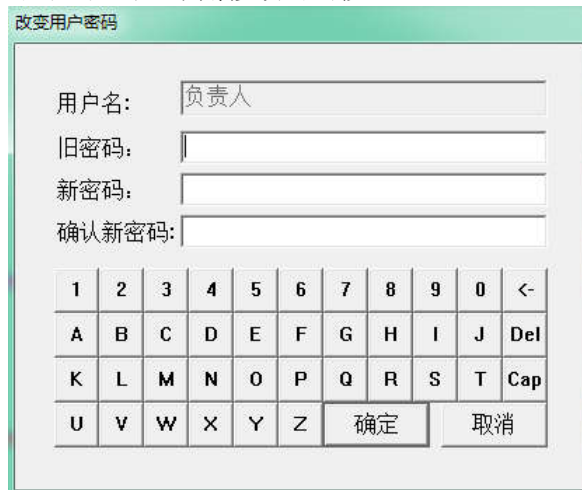 改变用户密码
用户名: 负责人
旧密码:
新密码:
确认新密码:
1 2 3 4 5 6 7 8 9 0 <-
A B C D E F G H I J Del
K L M N O P Q R S T Cap
U V W X Y Z 确定 取消